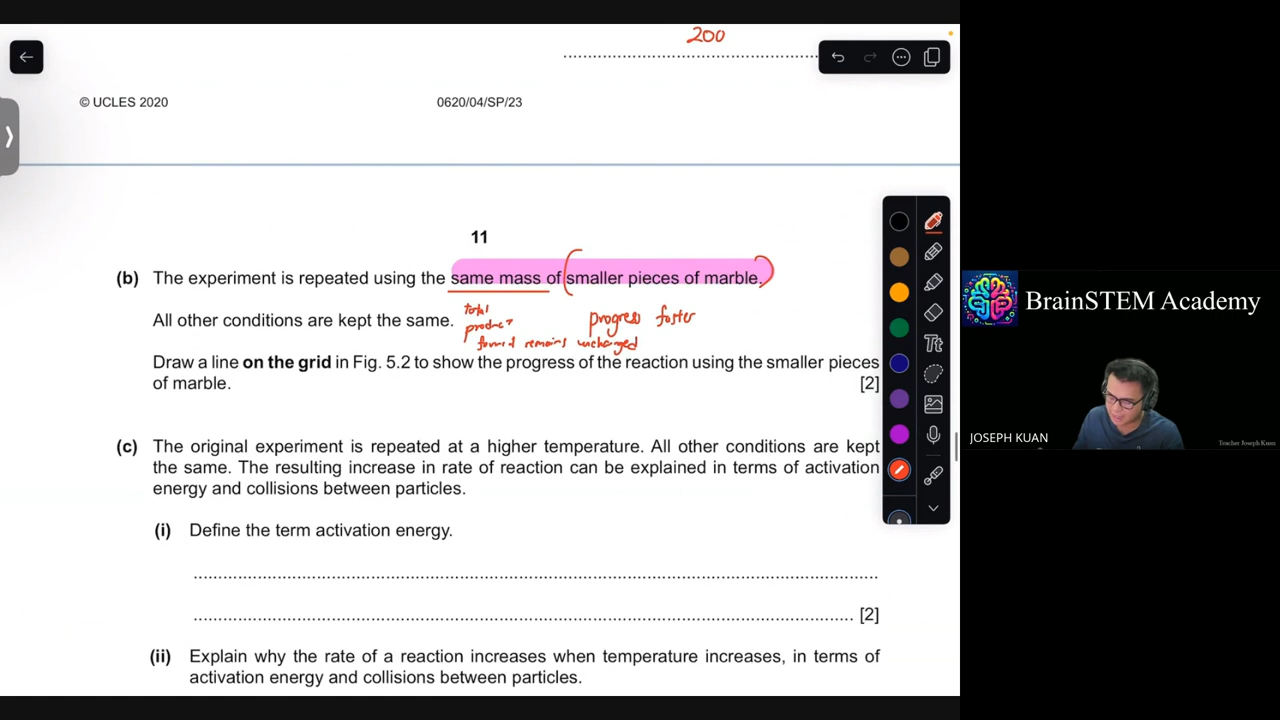 200
© UCLES 2020
0620/04/SP/23
11
(b) The experiment is repeated using the same mass of smaller pieces of marble.
All other conditions are kept the same.
total
product
formed remains unchanged
progress faster
Draw a line on the grid in Fig. 5.2 to show the progress of the reaction using the smaller pieces
of marble. [2]
(c) The original experiment is repeated at a higher temperature. All other conditions are kept
the same. The resulting increase in rate of reaction can be explained in terms of activation
energy and collisions between particles.
(i) Define the term activation energy.
[2]
(ii) Explain why the rate of a reaction increases when temperature increases, in terms of
activation energy and collisions between particles.
Tt
BrainSTEM Academy
JOSEPH KUAN
Teacher Joseph Kuan